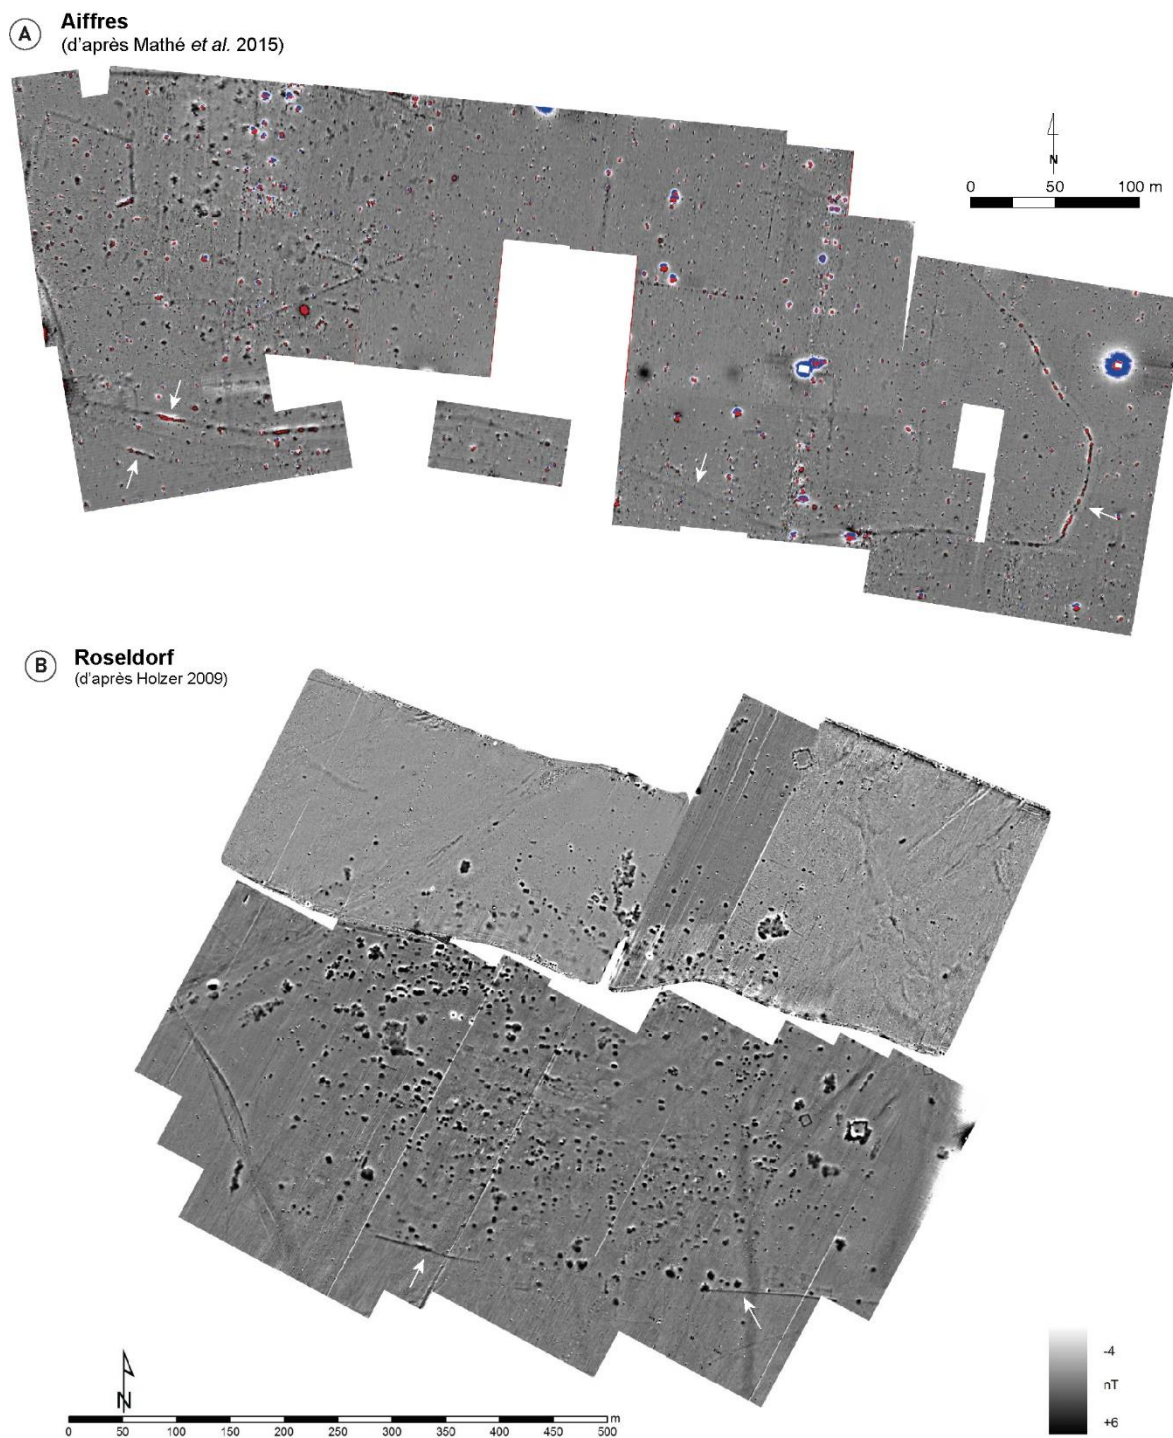 A
Aiffres
(d'après Mathé et al. 2015)
N
0 50 100 m
B
Roseldorf
(d'après Holzer 2009)
-4
nT
+6
N
0 50 100 150 200 250 300 350 400 450 500 m